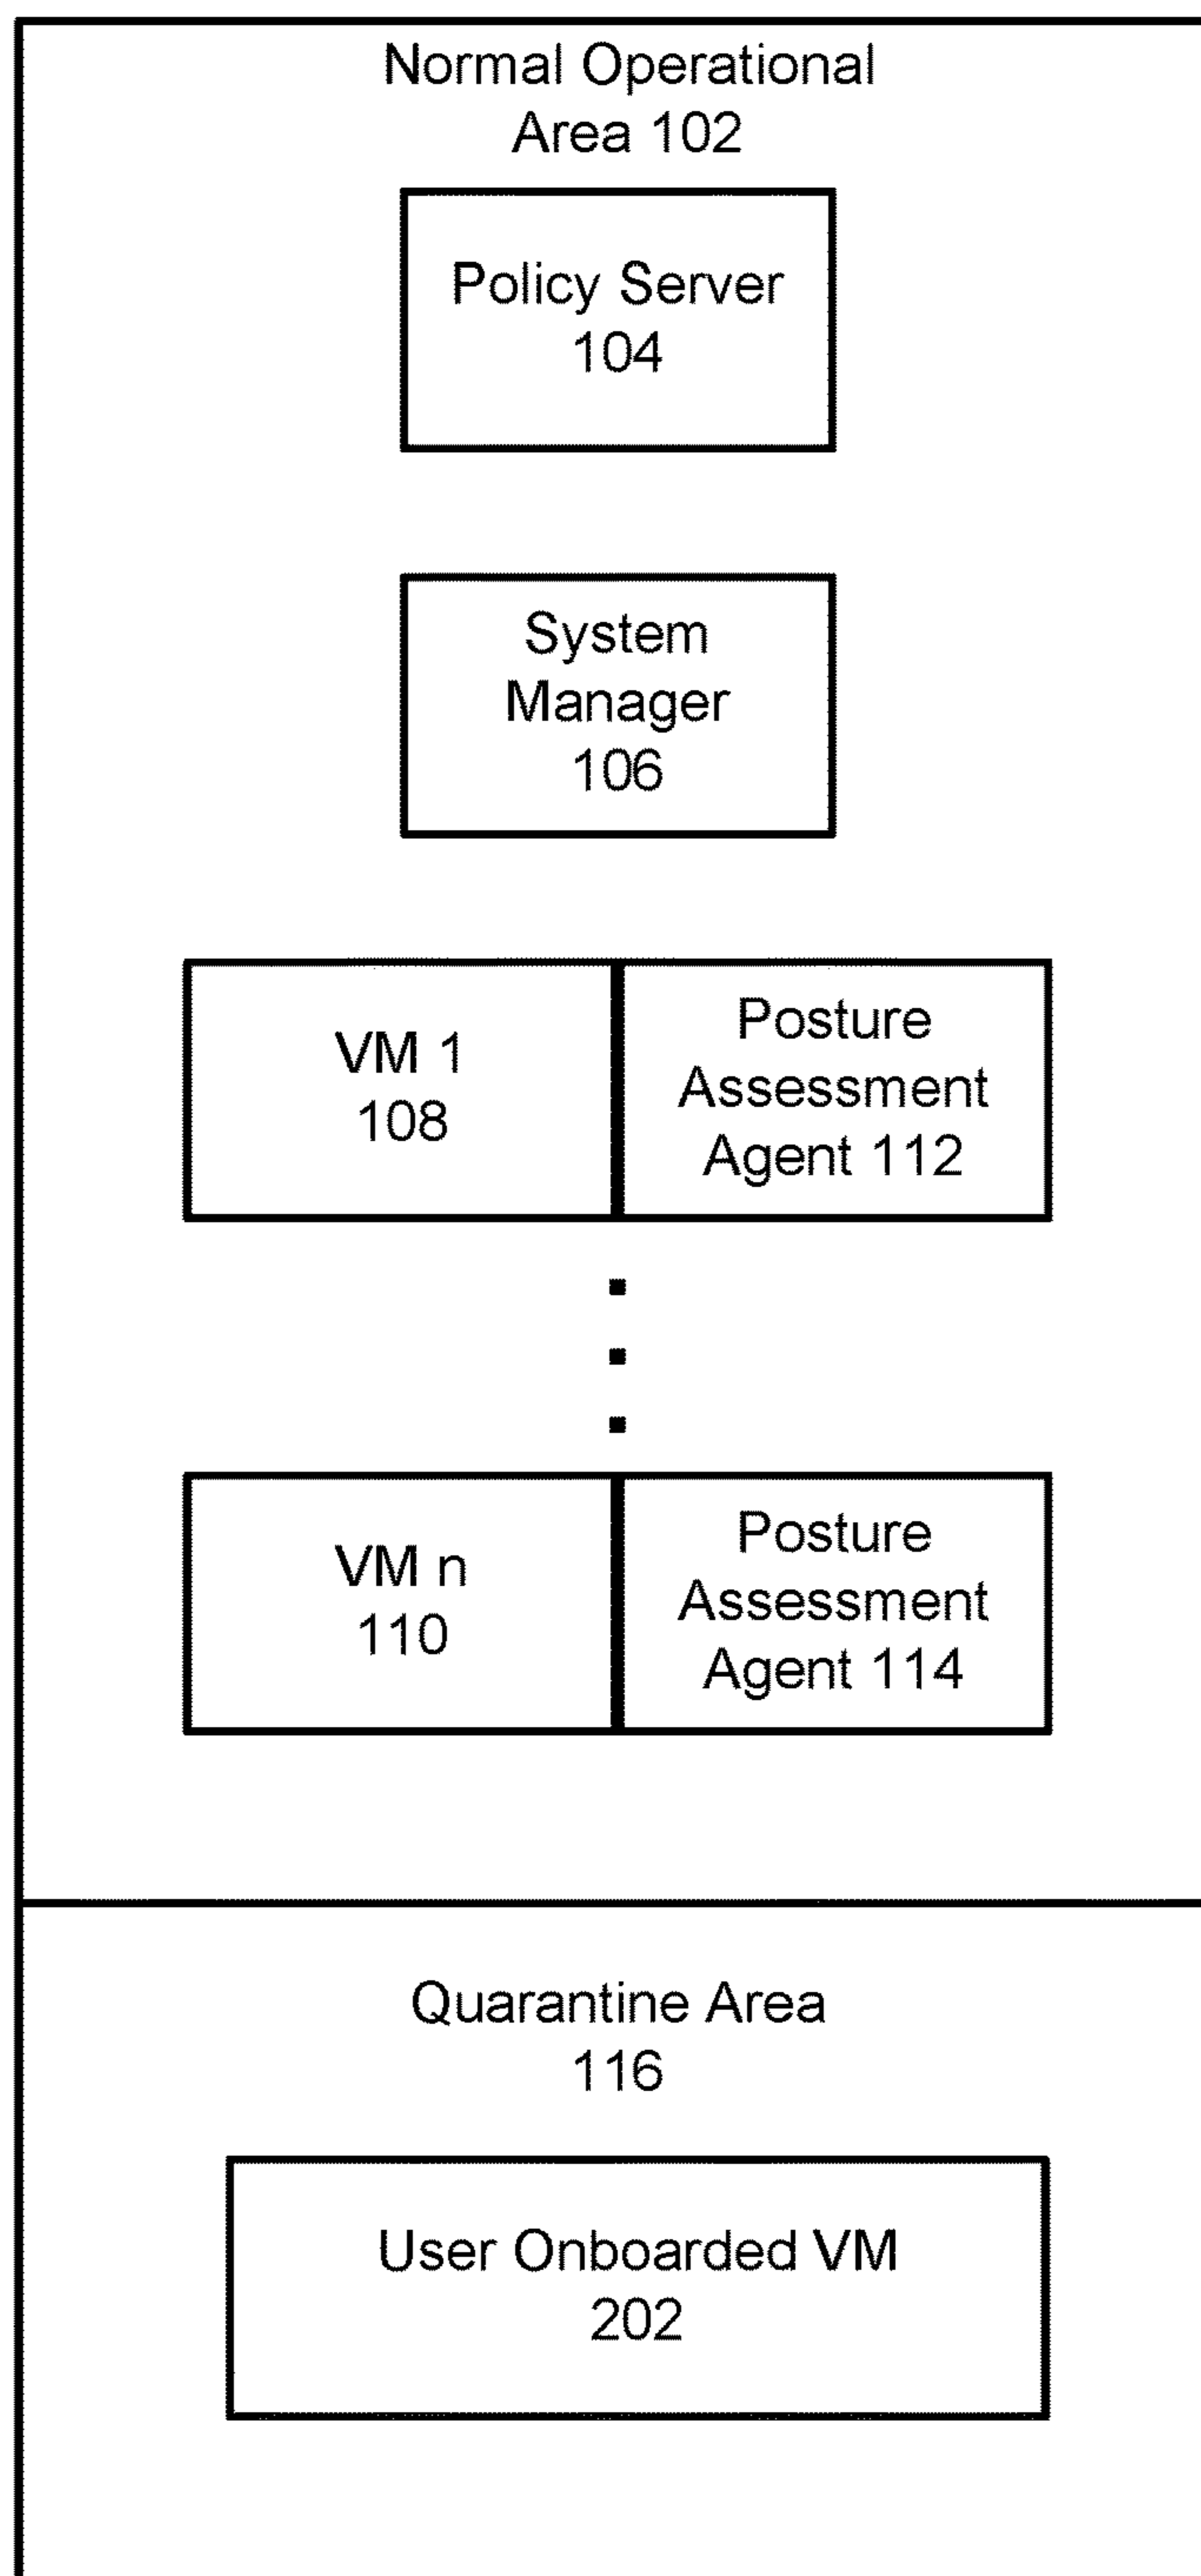 Normal Operational
Area 102
Policy Server
104
System
Manager
106
VM 1
108
Posture
Assessment
Agent 112
VM n
110
Posture
Assessment
Agent 114
Quarantine Area
116
User Onboarded VM
202